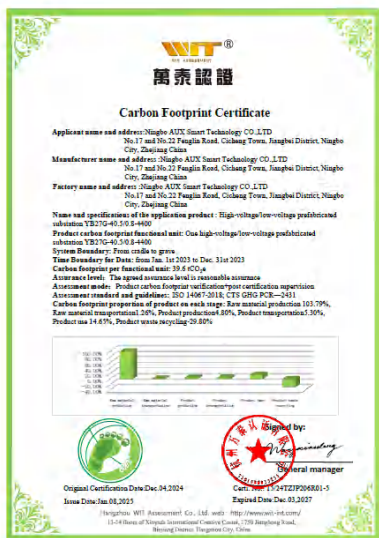 WIT®
WIT ASSESSMENT
萬泰認證
Carbon Footprint Certificate
Applicant name and address:Ningbo AUX Smart Technology CO.,LTD
No.17 and No.22 Fenglin Road, Cicheng Town, Jiangbei District, Ningbo
City, Zhejiang China
Manufacturer name and address :Ningbo AUX Smart Technology CO.,LTD
No.17 and No.22 Fenglin Road, Cicheng Town, Jiangbei District, Ningbo
City, Zhejiang China
Factory name and address :Ningbo AUX Smart Technology CO.,LTD
No.17 and No.22 Fenglin Road, Cicheng Town, Jiangbei District, Ningbo
City, Zhejiang China
Name and specifications of the application product : High-voltage/low-voltage prefabricated
substation YB27G-40.5/0.8-4400
Product carbon footprint functional unit: One high-voltage/low-voltage prefabricated
substation YB27G-40.5/0.8-4400
System Boundary: From cradle to grave
Time Boundary for Data: from Jan. 1st 2023 to Dec. 31st 2023
Carbon footprint per functional unit: 39.6 tCO₂e
Assurance level: The agreed assurance level is reasonable assurance
Assessment mode: Product carbon footprint verification+post certification supervision
Assessment standard and guidelines: ISO 14067-2018; CTS GHG PCR—2431
Carbon footprint proportion of product on each stage: Raw material production 103.79%,
Raw material transportation1.26%, Product production4.80%, Product transportation5.30%,
Product use 14.65%, Product waste recycling-29.80%
Signed by:
General manager
Original Certification Date:Dec.04,2024
Cert. No.: 15/24TZJP206R01-5
Issue Date:Jan.08,2025
Expired Date:Dec.03,2027
Hangzhou WIT Assessment Co., Ltd. web: http://www.wit-int.com/